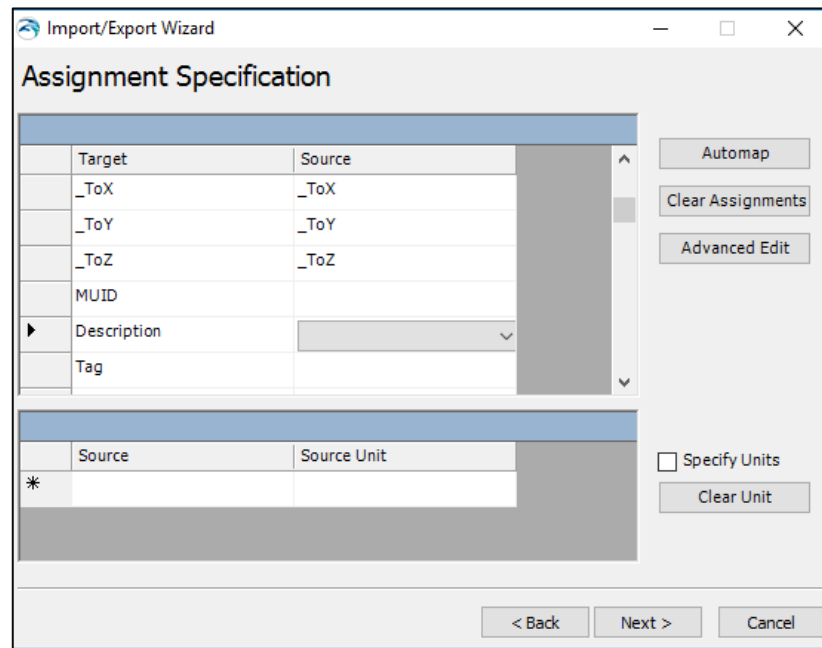 Import/Export Wizard
Assignment Specification
Target Source
_ToX _ToX
_ToY _ToY
_ToZ _ToZ
MUID
Description
Tag
Automap
Clear Assignments
Advanced Edit
Source Source Unit
*
Specify Units
Clear Unit
< Back Next > Cancel